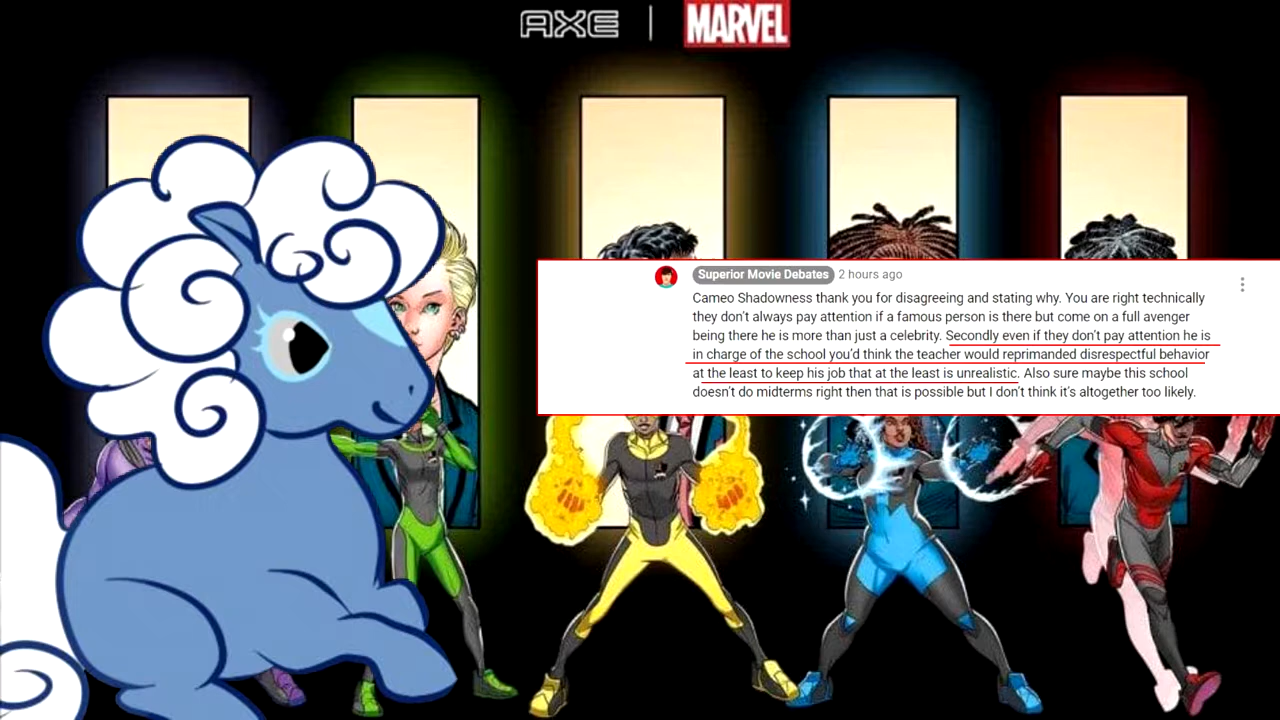 AXE | MARVEL
Superior Movie Debates 2 hours ago
Cameo Shadowness thank you for disagreeing and stating why. You are right technically
they don't always pay attention if a famous person is there but come on a full avenger
being there he is more than just a celebrity. Secondly even if they don't pay attention he is
in charge of the school you'd think the teacher would reprimanded disrespectful behavior
at the least to keep his job that at the least is unrealistic. Also sure maybe this school
doesn't do midterms right then that is possible but I don't think it's altogether too likely.